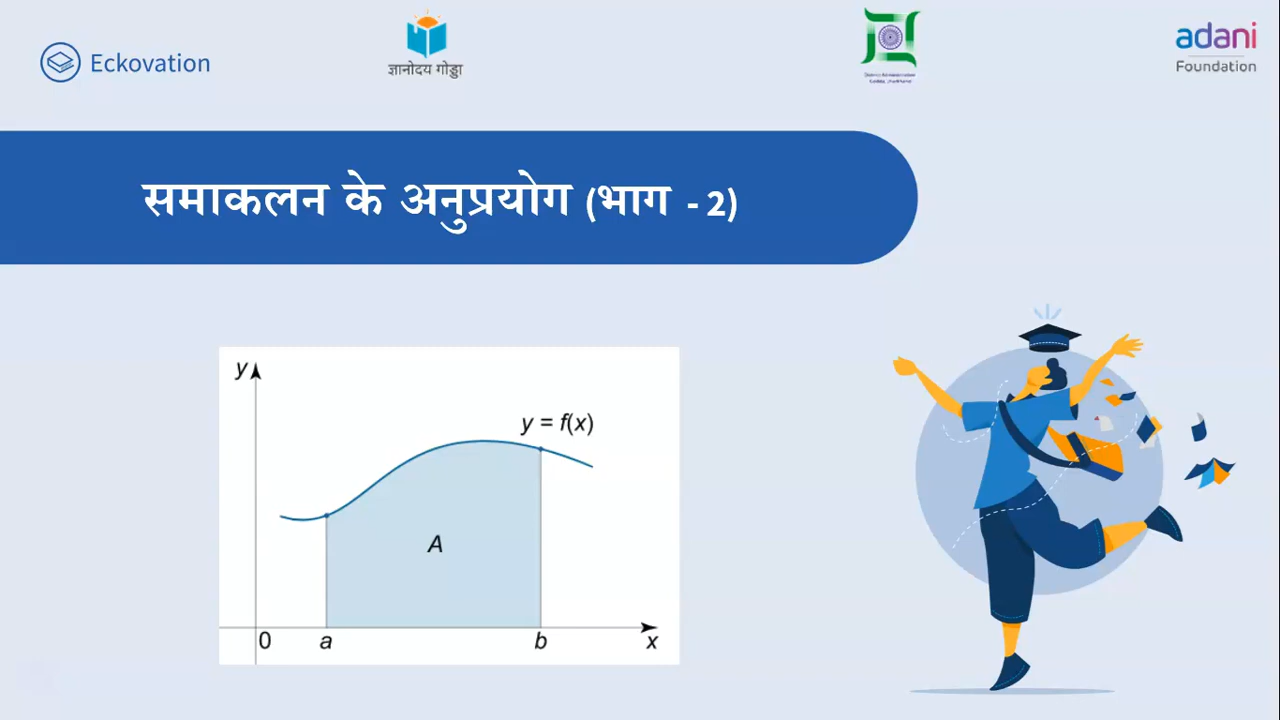 Eckovation
ज्ञानोदय गोड्डा
adani
Foundation
समाकलन के अनुप्रयोग (भाग - 2)
y
y = f(x)
A
0
a
b
x